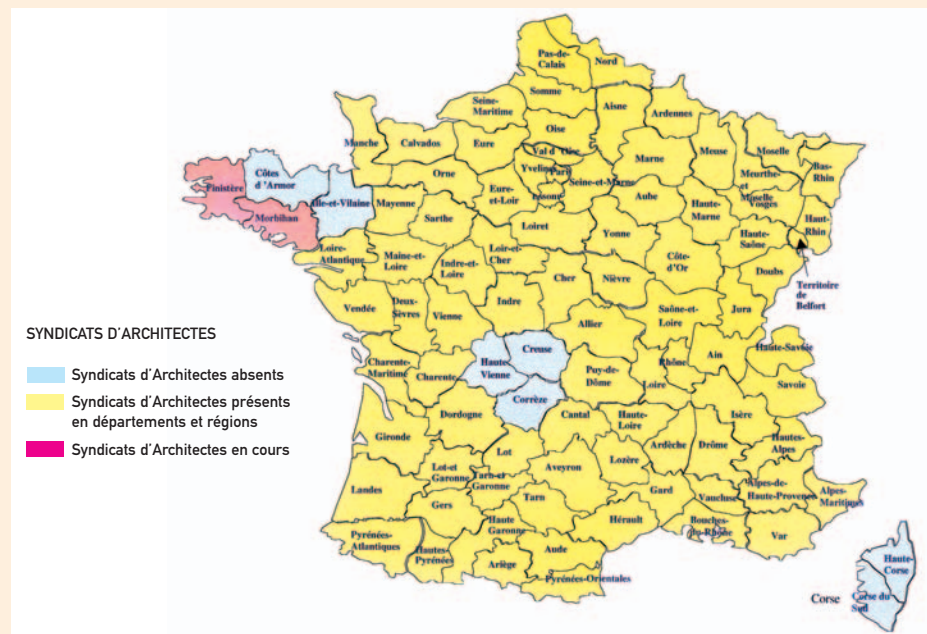 Pas-de-
Calais
Nord
Somme
Seine-
Maritime
Aisne
Ardennes
Oise
Manche
Calvados
Eure
Val d' Oise
Marne
Meuse
Moselle
Bas-
Rhin
Côtes
d 'Armor
Orne
Yvelines
Paris
Seine-et-Marne
Meurthe-
et
Moselle
Finistère
Ille-et-Vilaine
Mayenne
Eure-
et-Loir
Aube
Haute-
Marne
Vosges
Haut-
Rhin
Morbihan
Sarthe
Loiret
Yonne
Haute-
Saône
Loire-
Atlantique
Maine-et-
Loire
Indre-et-
Loire
Loir-et-
Cher
Cher
Nièvre
Côte-
d'Or
Doubs
Territoire
de
Belfort
Vendée
Deux-
Sèvres
Vienne
Indre
Allier
Saône-et-
Loire
Jura
SYNDICATS D'ARCHITECTES
Syndicats d'Architectes absents
Syndicats d'Architectes présents
en départements et régions
Syndicats d'Architectes en cours
Charente-
Maritime
Charente
Haute
Vienne
Creuse
Puy-de-
Dôme
Loire
Rhône
Ain
Haute-Savoie
Savoie
Corrèze
Dordogne
Cantal
Haute-
Loire
Isère
Gironde
Lot
Ardèche
Drôme
Hautes-
Alpes
Lot-et
Garonne
Tarn-et
Garonne
Aveyron
Lozère
Landes
Gers
Tarn
Gard
Vaucluse
Alpes-de-
Haute-Provence
Alpes-
Maritimes
Pyrénées-
Atlantiques
Hautes-
Pyrénées
Haute
Garonne
Hérault
Bouches-
du-Rhône
Var
Ariège
Aude
Pyrénées-Orientales
Corse
Haute-
Corse
Corse du
Sud